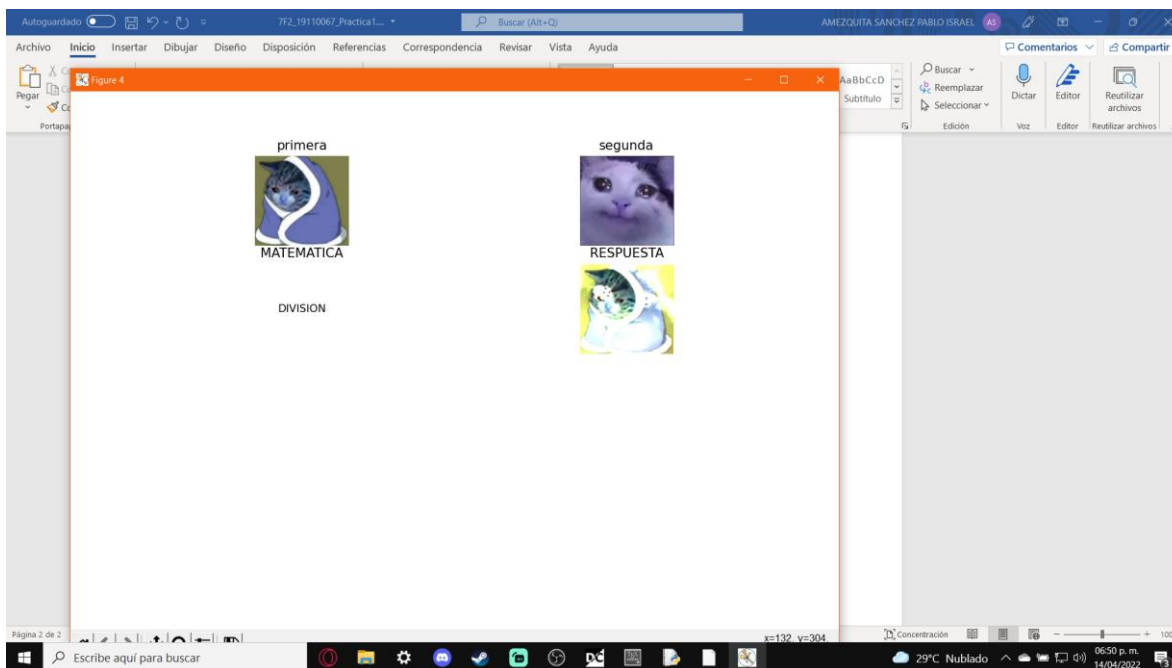 Autoguardado 7F2_19110067_Practica1.... Buscar (Alt+Q) AMEZQUITA SANCHEZ PABLO ISRAEL AS
Archivo Inicio Insertar Dibujar Diseño Disposición Referencias Correspondencia Revisar Vista Ayuda Comentarios Compartir
Pegar
Portapa
Figure 4
AaBbCcD
Subtítulo
Buscar
Reemplazar
Seleccionar
Edición
Dictar
Voz
Editor
Editor
Reutilizar
archivos
Reutilizar archivos
primera segunda
MATEMATICA RESPUESTA
DIVISION
x=132. y=304.
Página 2 de 2 Concentración 100
Escribe aquí para buscar 29°C Nublado 06:50 p. m.
14/04/2022